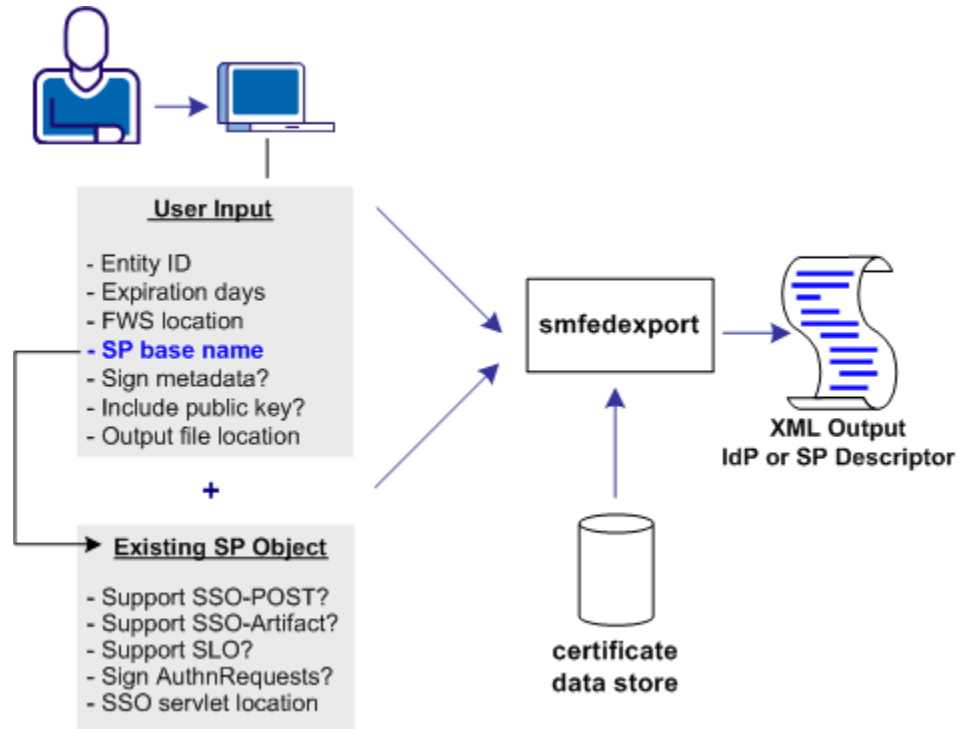 User Input
- Entity ID
- Expiration days
- FWS location
- SP base name
- Sign metadata?
- Include public key?
- Output file location
+
Existing SP Object
- Support SSO-POST?
- Support SSO-Artifact?
- Support SLO?
- Sign AuthnRequests?
- SSO servlet location
smfedexport
certificate
data store
XML Output
IdP or SP Descriptor